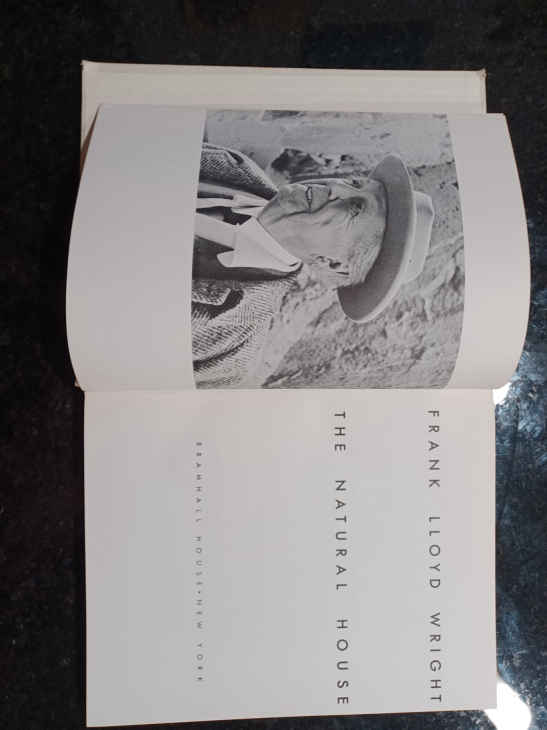 FRANK LLOYD WRIGHT
THE NATURAL HOUSE
BRAMHALL HOUSE•NEW YORK